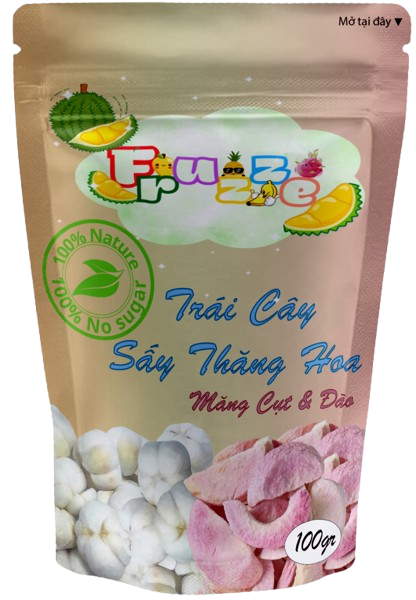 Mở tại đây ▼
Fruzze
100% Nature
100% No sugar
Trái Cây
Sấy Thăng Hoa
Măng Cụt & Đào
100gr